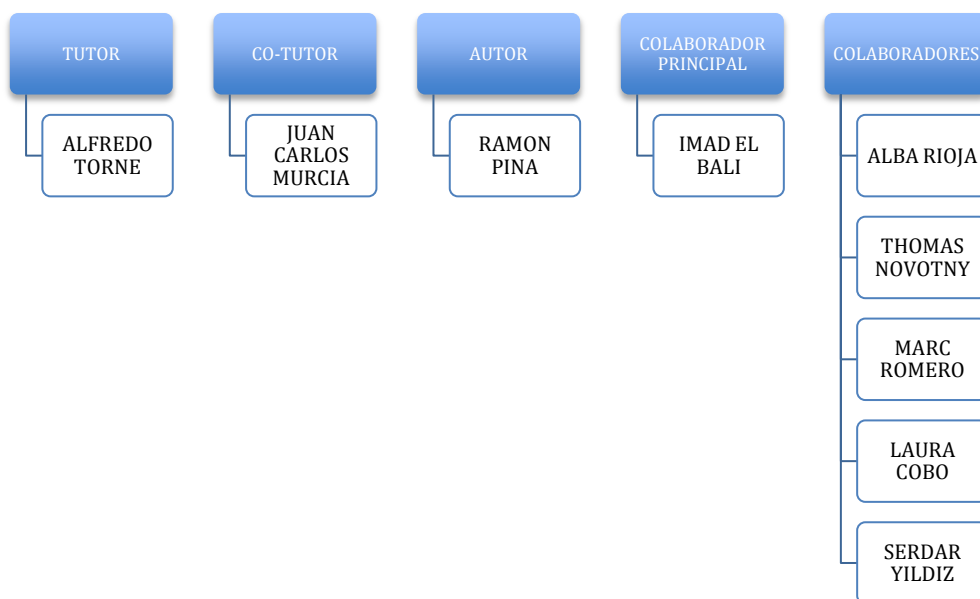 TUTOR
ALFREDO
TORNE
CO-TUTOR
JUAN
CARLOS
MURCIA
AUTOR
RAMON
PINA
COLABORADOR
PRINCIPAL
IMAD EL
BALI
COLABORADORES
ALBA RIOJA
THOMAS
NOVOTNY
MARC
ROMERO
LAURA
COBO
SERDAR
YILDIZ